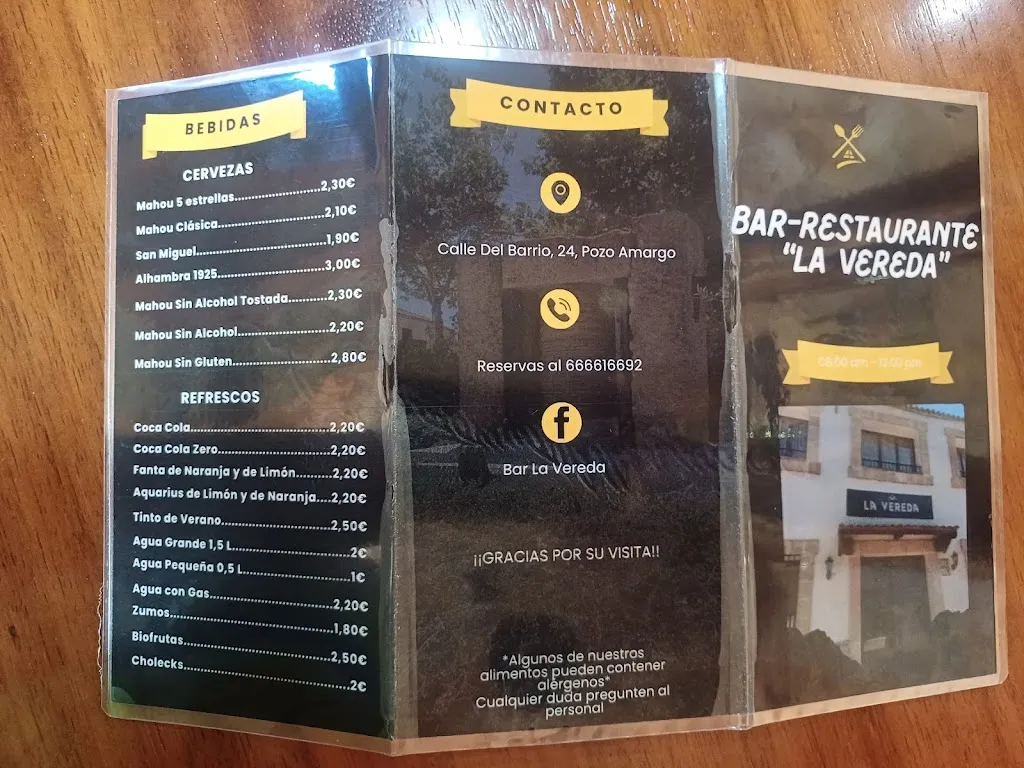 BEBIDAS
CERVEZAS
Mahou 5 estrellas.......................2,30€
Mahou Clásica............................2,10€
San Miguel.................................1,90€
Alhambra 1925............................3,00€
Mahou Sin Alcohol Tostada..........2,30€
Mahou Sin Alcohol.......................2,20€
Mahou Sin Gluten........................2,80€
REFRESCOS
Coca Cola...................................2,20€
Coca Cola Zero............................2,20€
Fanta de Naranja y de Limón.........2,20€
Aquarius de Limón y de Naranja....2,20€
Tinto de Verano...........................2,50€
Agua Grande 1,5 L..........................2€
Agua Pequeña 0,5 L........................1€
Agua con Gas..............................2,20€
Zumos........................................1,80€
Biofrutas.....................................2,50€
Cholecks........................................2€
CONTACTO
Calle Del Barrio, 24, Pozo Amargo
Reservas al 666616692
Bar La Vereda
¡¡GRACIAS POR SU VISITA!!
*Algunos de nuestros
alimentos pueden contener
alérgenos*
Cualquier duda pregunten al
personal
BAR-RESTAURANTE
"LA VEREDA"
08:00 am - 12:00 pm
LA VEREDA